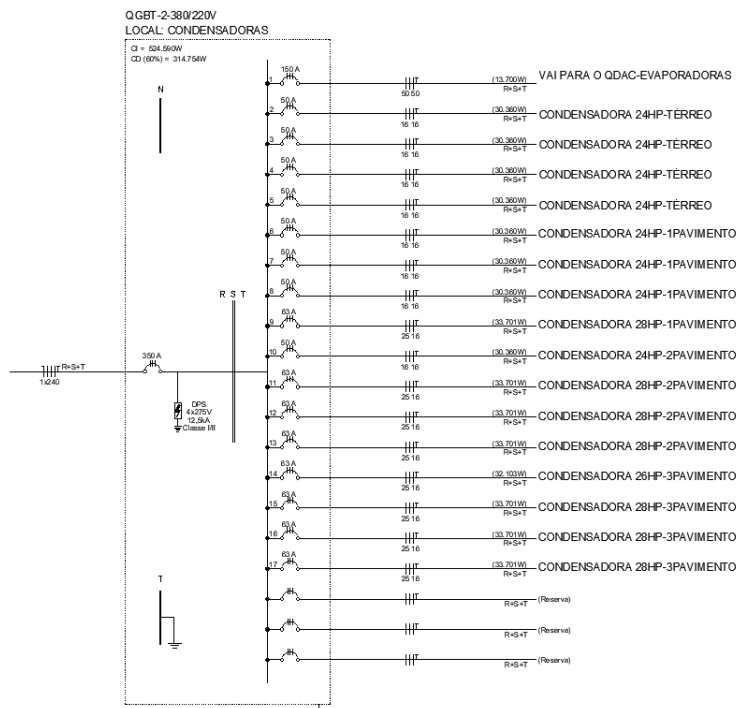 QGBT-2-380/220V
LOCAL: CONDENSADORAS
CI = 524.590W
CD (60%) = 314.754W
N
R S T
T
1x240
R+S+T
350 A
DPS
4x275V
12,5kA
Classe I/II
1 150 A T 50 50 (13.700W) R+S+T VAI PARA O QDAC-EVAPORADORAS
2 50 A T 16 16 (30.360W) R+S+T CONDENSADORA 24HP-TÉRREO
3 50 A T 16 16 (30.360W) R+S+T CONDENSADORA 24HP-TÉRREO
4 50 A T 16 16 (30.360W) R+S+T CONDENSADORA 24HP-TÉRREO
5 50 A T 16 16 (30.360W) R+S+T CONDENSADORA 24HP-TÉRREO
6 50 A T 16 16 (30.360W) R+S+T CONDENSADORA 24HP-1PAVIMENTO
7 50 A T 16 16 (30.360W) R+S+T CONDENSADORA 24HP-1PAVIMENTO
8 50 A T 16 16 (30.360W) R+S+T CONDENSADORA 24HP-1PAVIMENTO
9 63 A T 25 16 (33.701W) R+S+T CONDENSADORA 28HP-1PAVIMENTO
10 50 A T 16 16 (30.360W) R+S+T CONDENSADORA 24HP-2PAVIMENTO
11 63 A T 25 16 (33.701W) R+S+T CONDENSADORA 28HP-2PAVIMENTO
12 63 A T 25 16 (33.701W) R+S+T CONDENSADORA 28HP-2PAVIMENTO
13 63 A T 25 16 (33.701W) R+S+T CONDENSADORA 28HP-2PAVIMENTO
14 63 A T 25 16 (32.103W) R+S+T CONDENSADORA 26HP-3PAVIMENTO
15 63 A T 25 16 (33.701W) R+S+T CONDENSADORA 28HP-3PAVIMENTO
16 63 A T 25 16 (33.701W) R+S+T CONDENSADORA 28HP-3PAVIMENTO
17 63 A T 25 16 (33.701W) R+S+T CONDENSADORA 28HP-3PAVIMENTO
T R+S+T (Reserva)
T R+S+T (Reserva)
T R+S+T (Reserva)